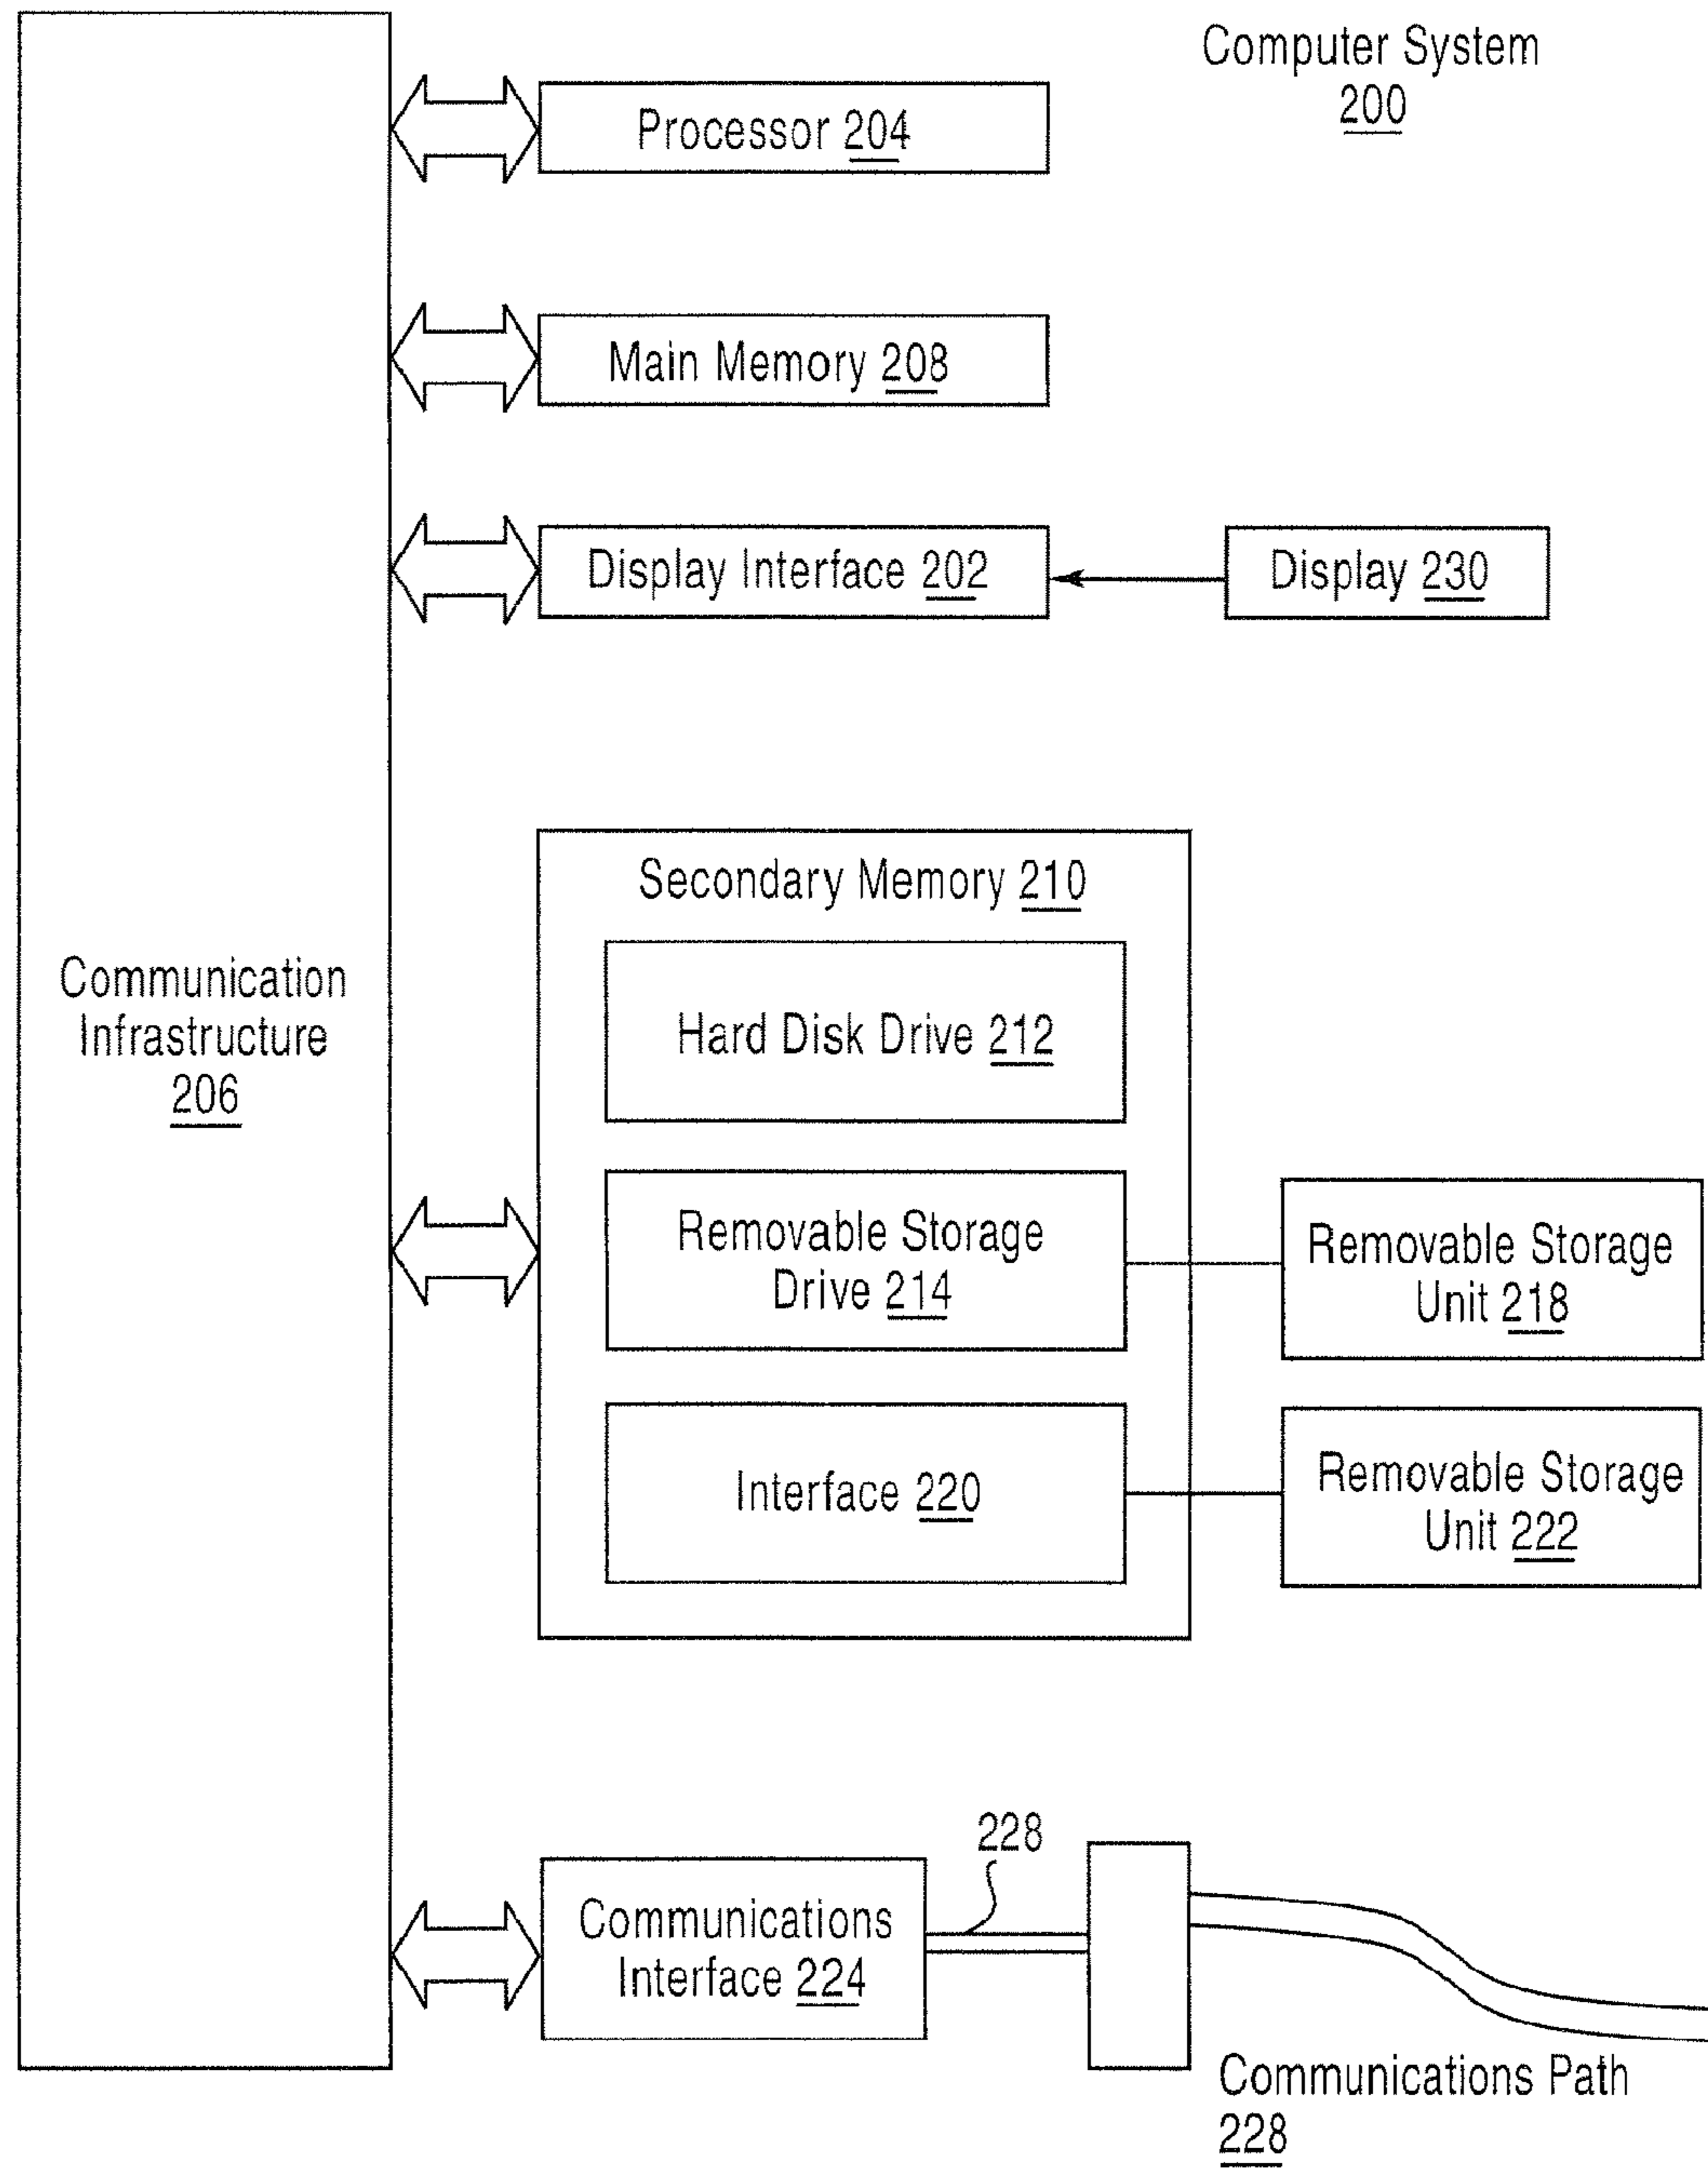 Computer System
200
Processor 204
Main Memory 208
Display Interface 202
Display 230
Secondary Memory 210
Hard Disk Drive 212
Communication
Infrastructure
206
Removable Storage
Drive 214
Removable Storage
Unit 218
Interface 220
Removable Storage
Unit 222
228
Communications
Interface 224
Communications Path
228